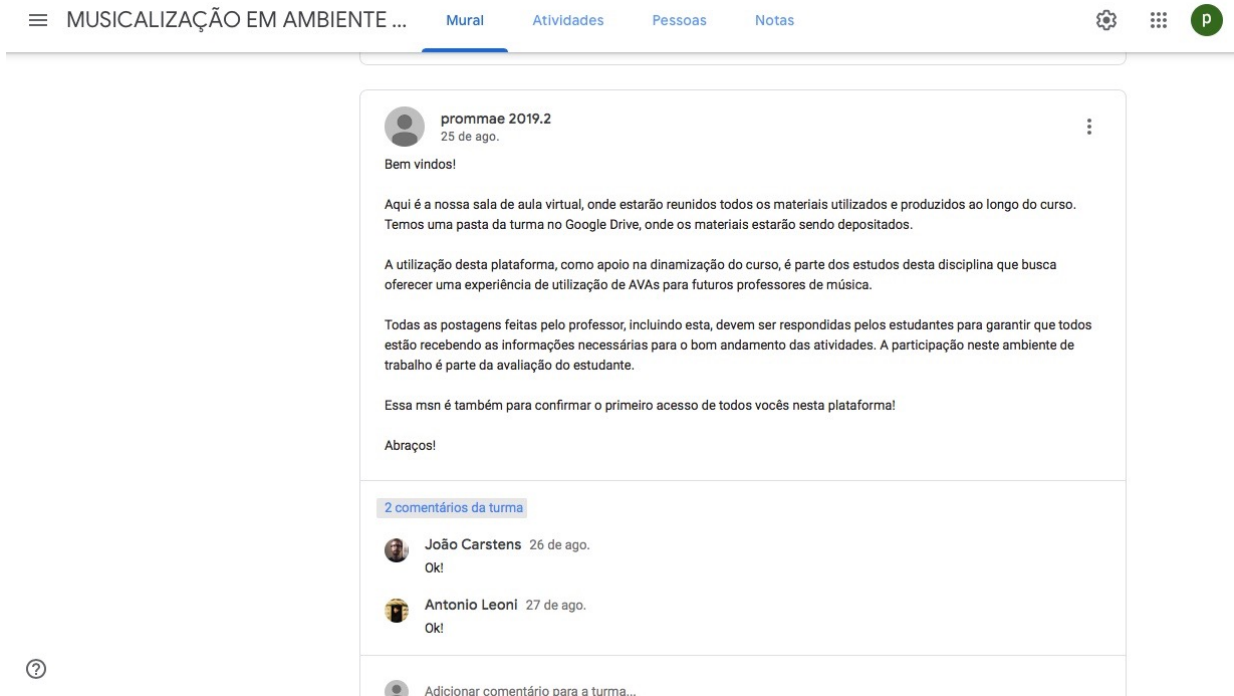 MUSICALIZAÇÃO EM AMBIENTE ...
Mural
Atividades
Pessoas
Notas
p
prommae 2019.2
25 de ago.
Bem vindos!
Aqui é a nossa sala de aula virtual, onde estarão reunidos todos os materiais utilizados e produzidos ao longo do curso.
Temos uma pasta da turma no Google Drive, onde os materiais estarão sendo depositados.
A utilização desta plataforma, como apoio na dinamização do curso, é parte dos estudos desta disciplina que busca
oferecer uma experiência de utilização de AVAs para futuros professores de música.
Todas as postagens feitas pelo professor, incluindo esta, devem ser respondidas pelos estudantes para garantir que todos
estão recebendo as informações necessárias para o bom andamento das atividades. A participação neste ambiente de
trabalho é parte da avaliação do estudante.
Essa msn é também para confirmar o primeiro acesso de todos vocês nesta plataforma!
Abraços!
2 comentários da turma
João Carstens 26 de ago.
Ok!
Antonio Leoni 27 de ago.
Ok!
Adicionar comentário para a turma...